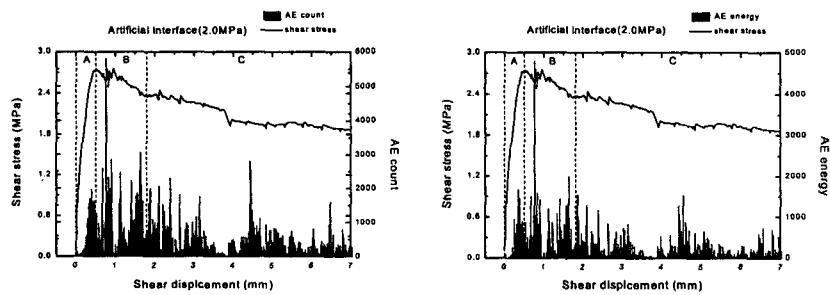 AE count
shear stress
Artificial Interface(2.0MPa)
3.0
2.4
1.8
1.2
0.8
0.0
Shear stress (MPa)
A
B
C
6000
5000
4000
3000
2000
1000
0
AE count
0
1
2
3
4
5
6
7
Shear displcement (mm)
AE energy
shear stress
Artificial Interface(2.0MPa)
3.0
2.4
1.8
1.2
0.6
0.0
Shear stress (MPa)
A
B
C
5000
4000
3000
2000
1000
0
AE energy
0
1
2
3
4
5
6
7
Shear displcement (mm)